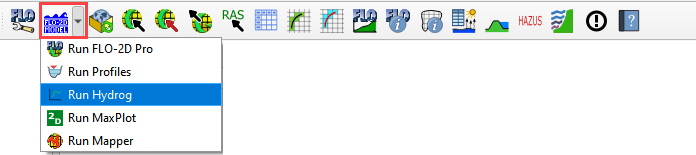 FLO
FLO-2D
MODEL
RAS
FLO
FLO
HAZUS
?
Run FLO-2D Pro
Run Profiles
Run Hydrog
2D
Run MaxPlot
Run Mapper